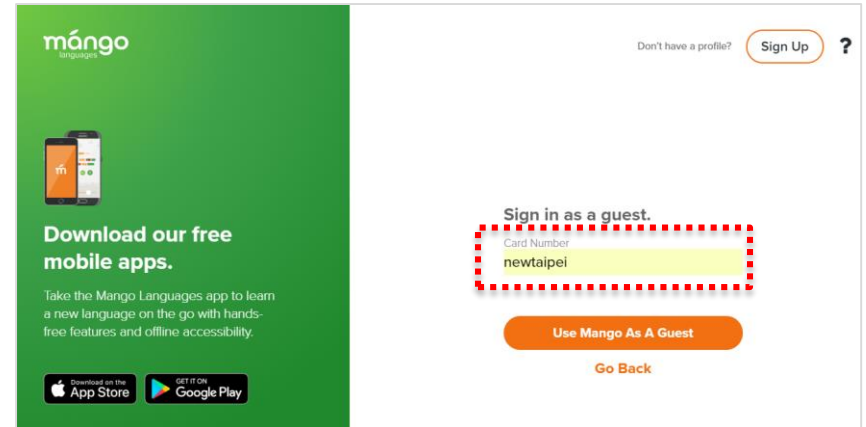 mángo
languages
Don't have a profile?
Sign Up
?
m
Download our free
mobile apps.
Take the Mango Languages app to learn
a new language on the go with hands-
free features and offline accessibility.
Download on the
App Store
GET IT ON
Google Play
Sign in as a guest.
Card Number
newtaipei
Use Mango As A Guest
Go Back